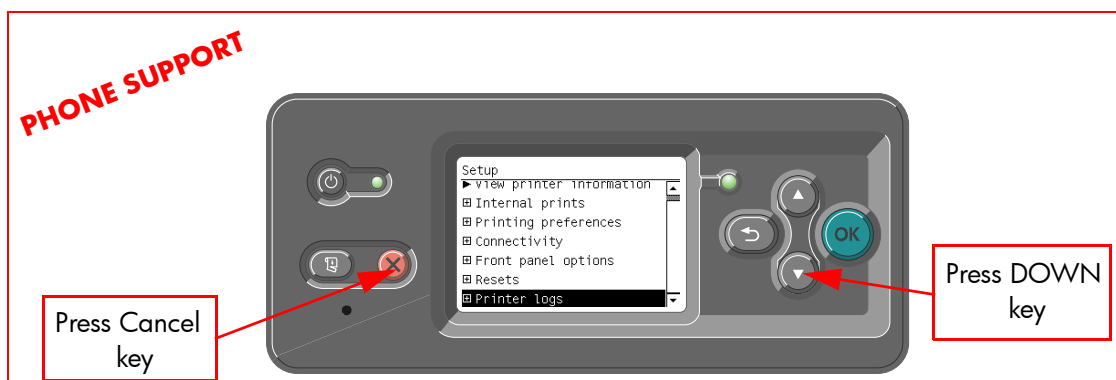 PHONE SUPPORT
Setup
View printer information
Internal prints
Printing preferences
Connectivity
Front panel options
Resets
Printer logs
OK
Press Cancel
key
Press DOWN
key